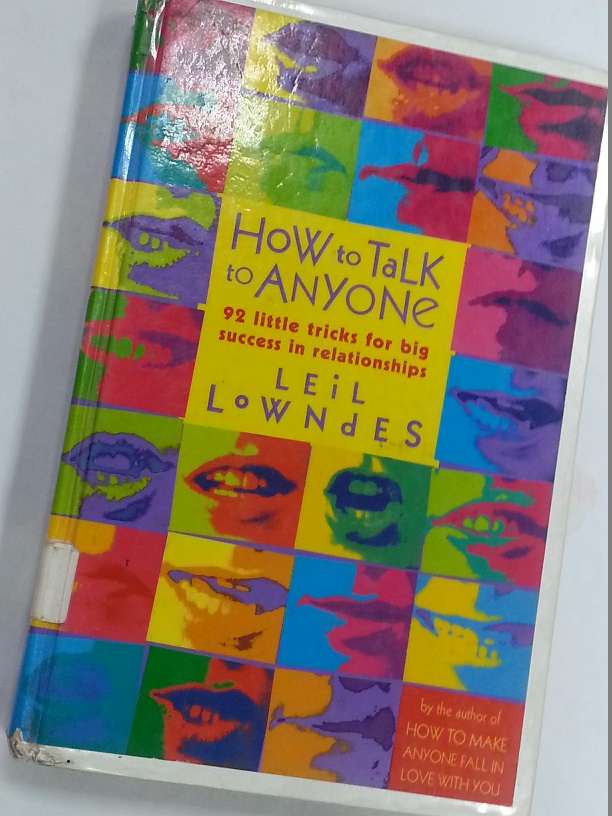 HoW to TaLK
to ANYONe
92 little tricks for big
success in relationships
LEiL
LoWNdES
by the author of
HOW TO MAKE
ANYONE FALL IN
LOVE WITH YOU